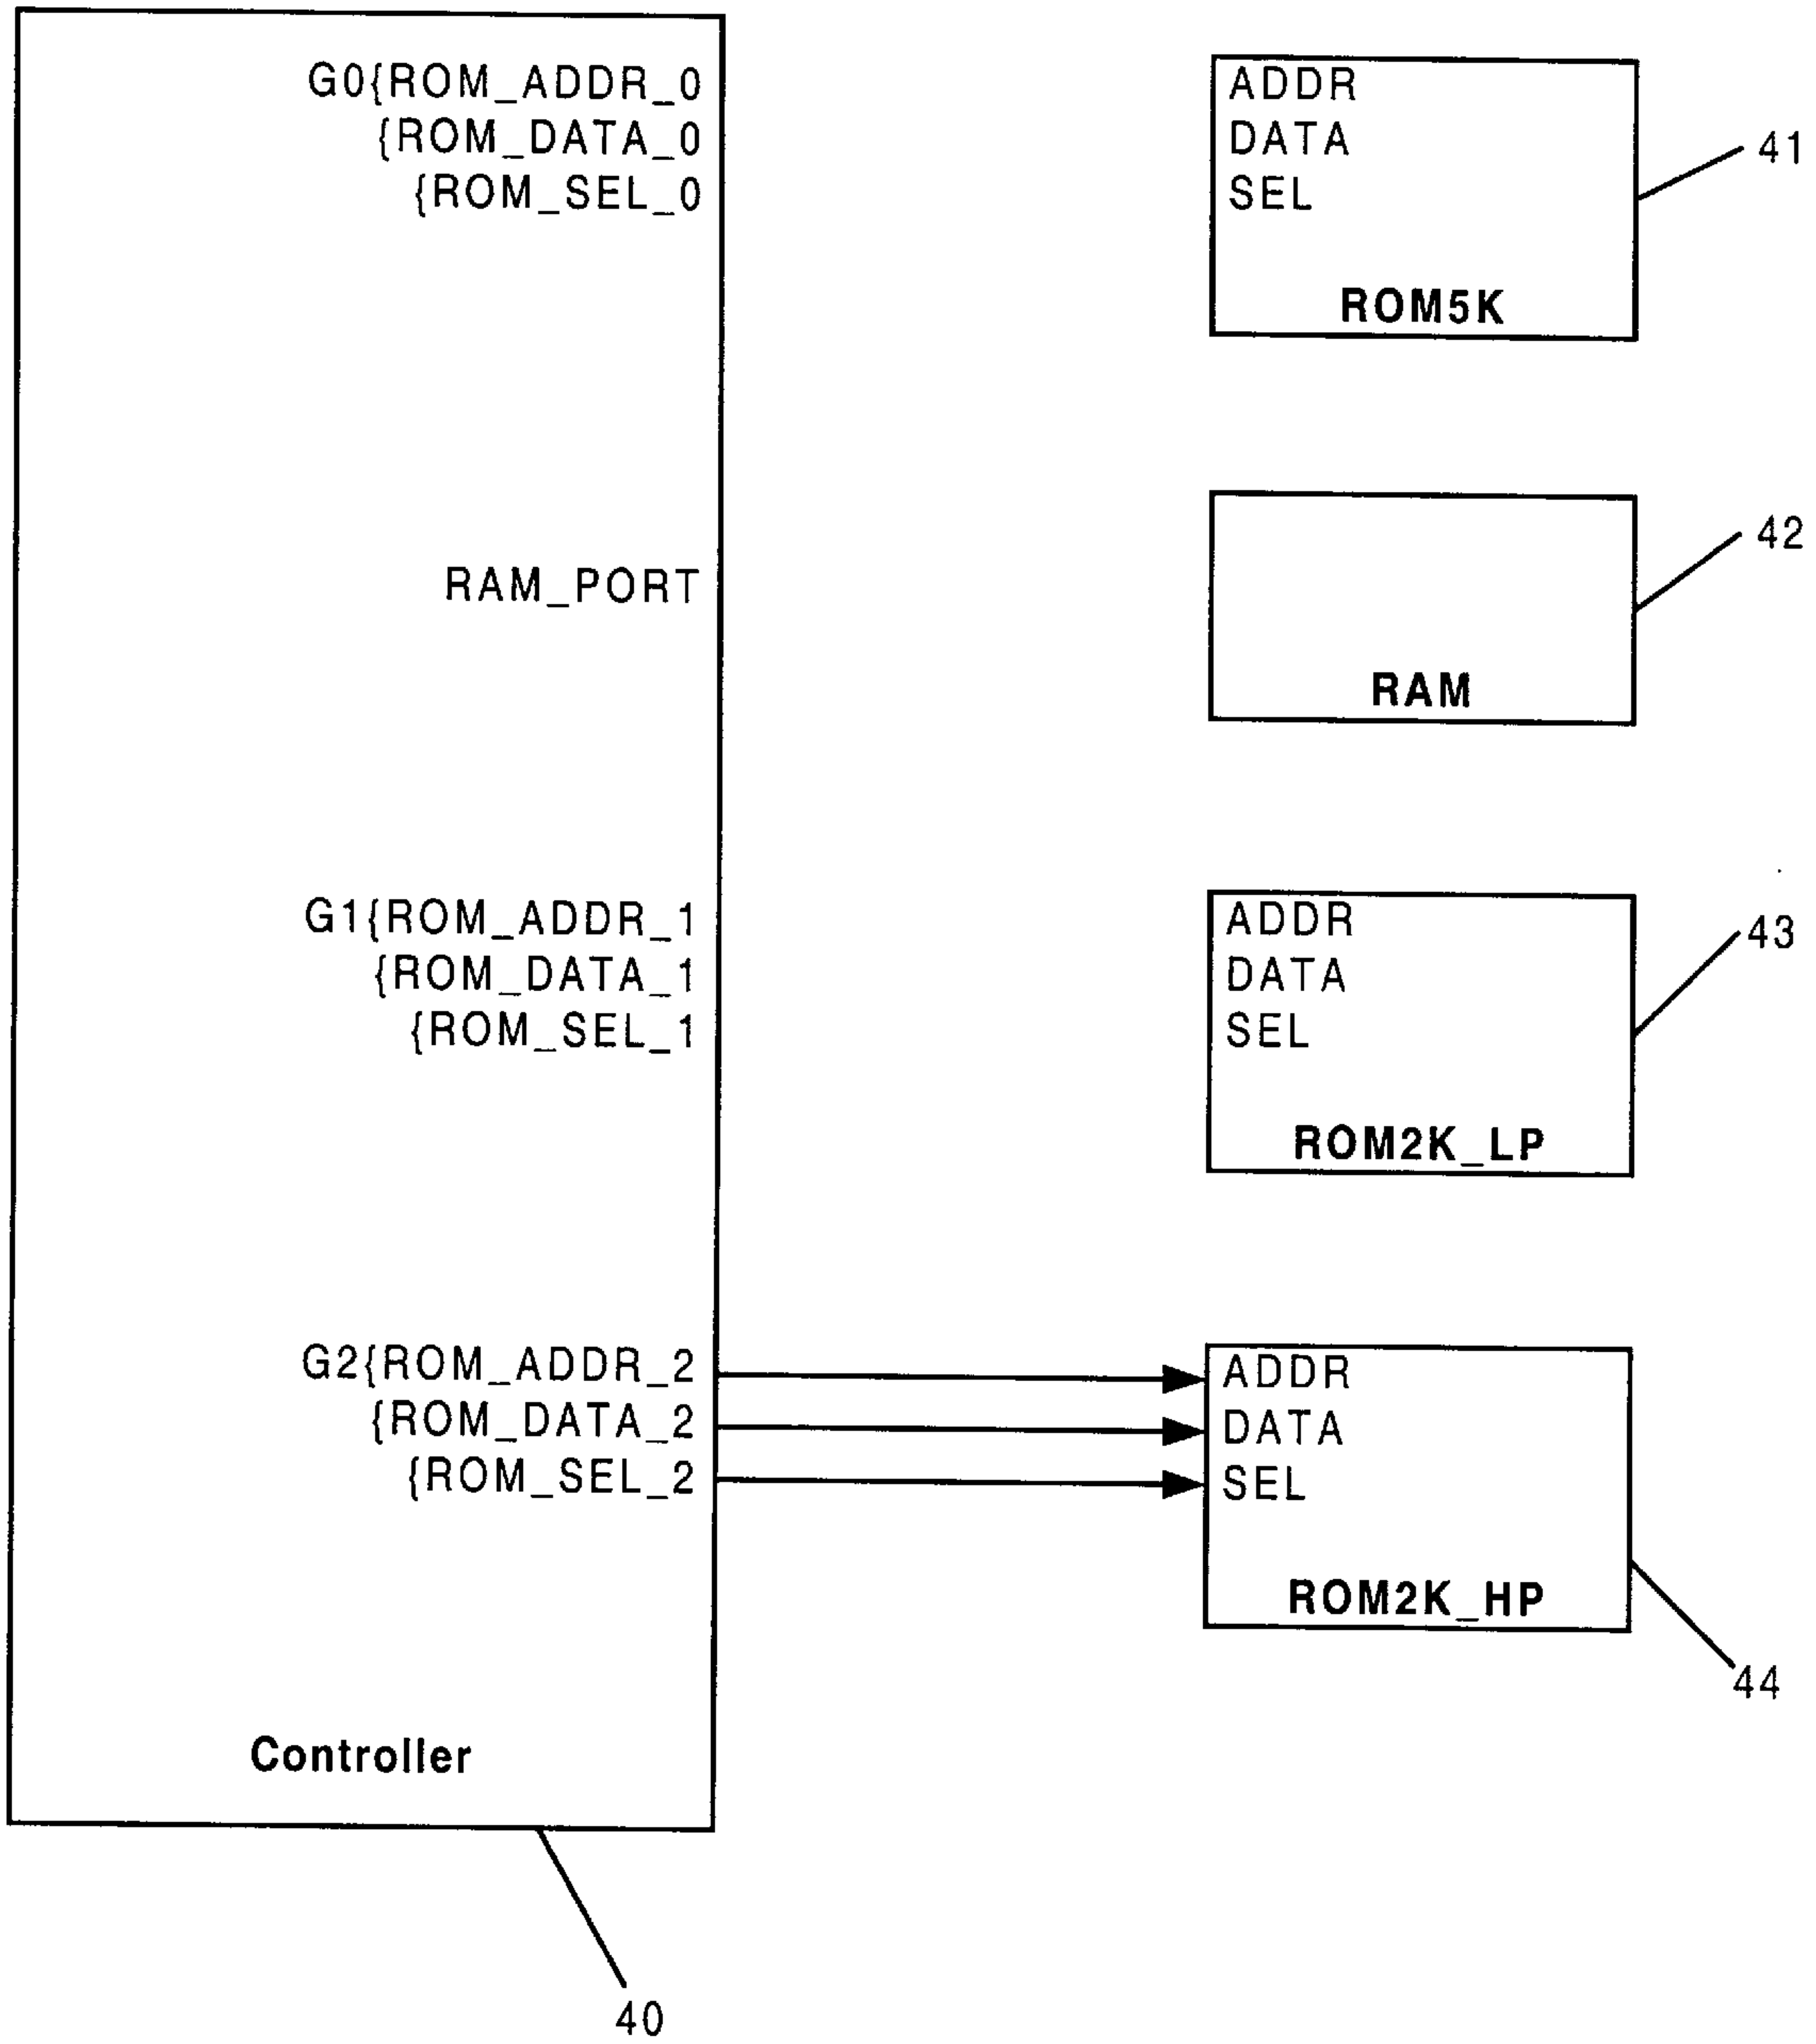 G0{ROM_ADDR_0
{ROM_DATA_0
{ROM_SEL_0
RAM_PORT
G1{ROM_ADDR_1
{ROM_DATA_1
{ROM_SEL_1
G2{ROM_ADDR_2
{ROM_DATA_2
{ROM_SEL_2
Controller
40
ADDR
DATA
SEL
ROM5K
41
RAM
42
ADDR
DATA
SEL
ROM2K_LP
43
ADDR
DATA
SEL
ROM2K_HP
44